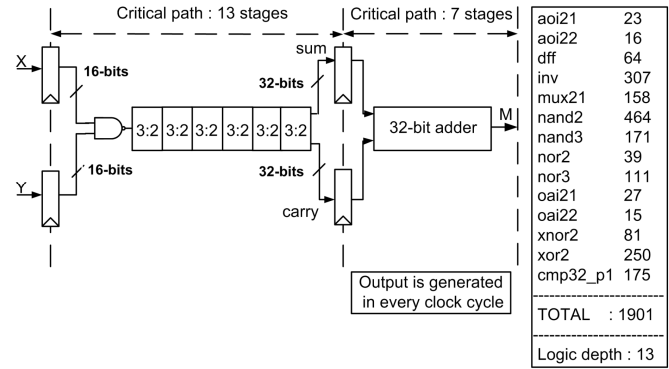 Critical path : 13 stages
Critical path : 7 stages
sum
X
16-bits
32-bits
3:2 3:2 3:2 3:2 3:2 3:2
32-bit adder
M
Y
16-bits
32-bits
carry
Output is generated
in every clock cycle
aoi21 23
aoi22 16
dff 64
inv 307
mux21 158
nand2 464
nand3 171
nor2 39
nor3 111
oai21 27
oai22 15
xnor2 81
xor2 250
cmp32_p1 175
TOTAL : 1901
Logic depth : 13